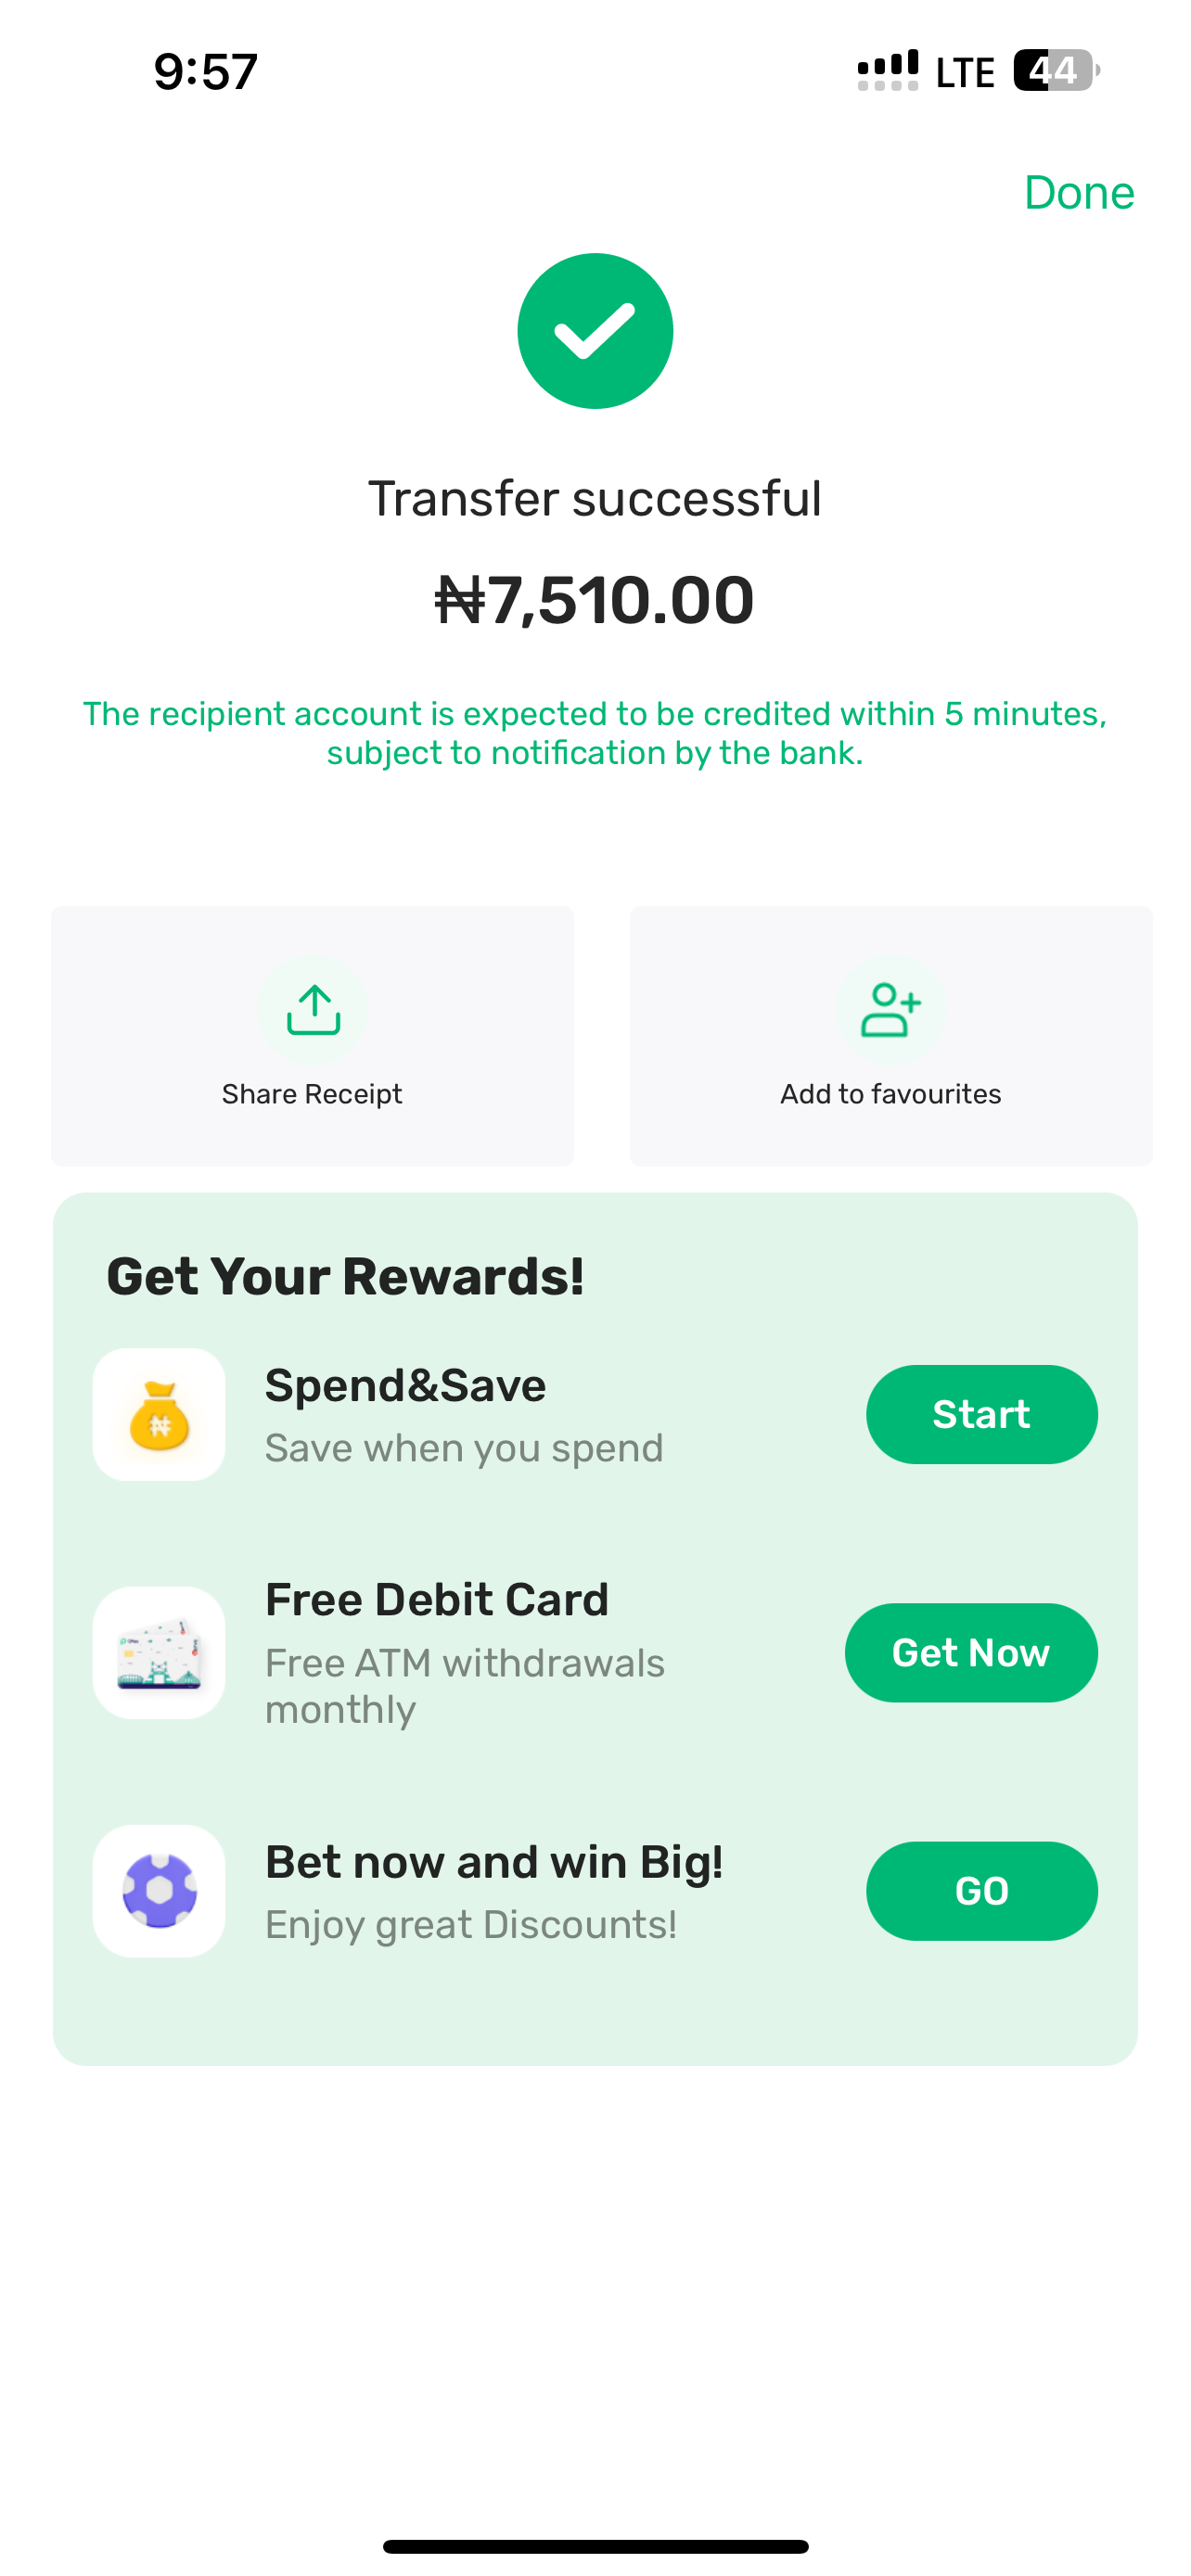 9:57
LTE
44
Done
Transfer successful
₦7,510.00
The recipient account is expected to be credited within 5 minutes,
subject to notification by the bank.
Share Receipt
Add to favourites
Get Your Rewards!
Spend&Save
Save when you spend
Start
Free Debit Card
Free ATM withdrawals
monthly
Get Now
Bet now and win Big!
Enjoy great Discounts!
GO